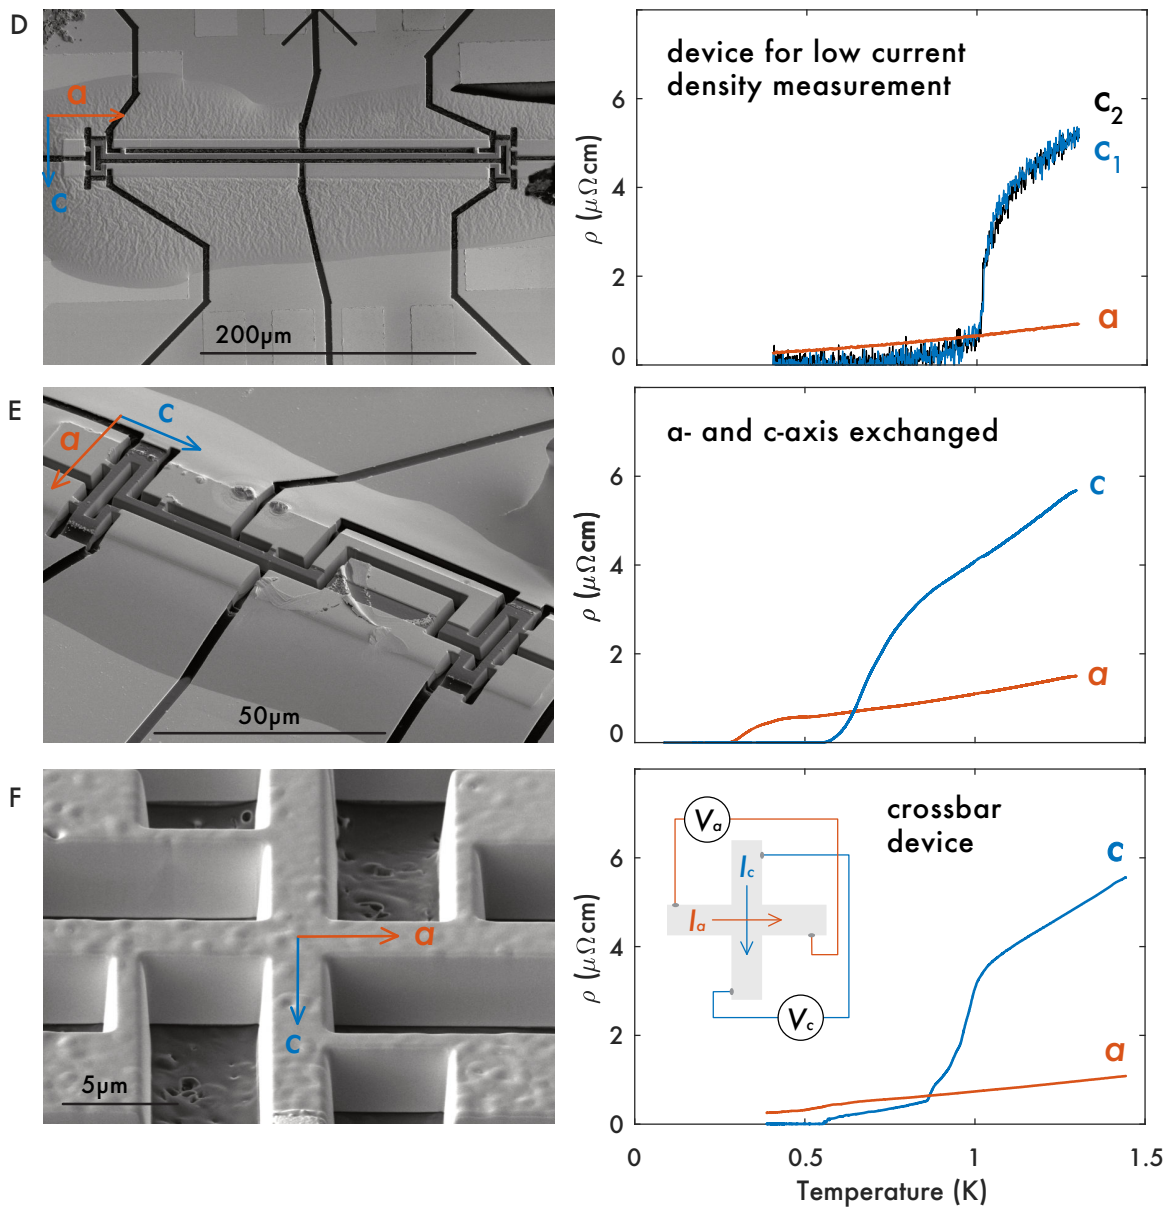 D
a
c
200μm
device for low current
density measurement
6
4
2
0
ρ (μΩcm)
c2
c1
a
E
a
c
50μm
a- and c-axis exchanged
6
4
2
0
ρ (μΩcm)
c
a
F
a
c
5μm
crossbar
device
Va
Ic
Ia
Vc
6
4
2
0
ρ (μΩcm)
c
a
0 0.5 1 1.5
Temperature (K)